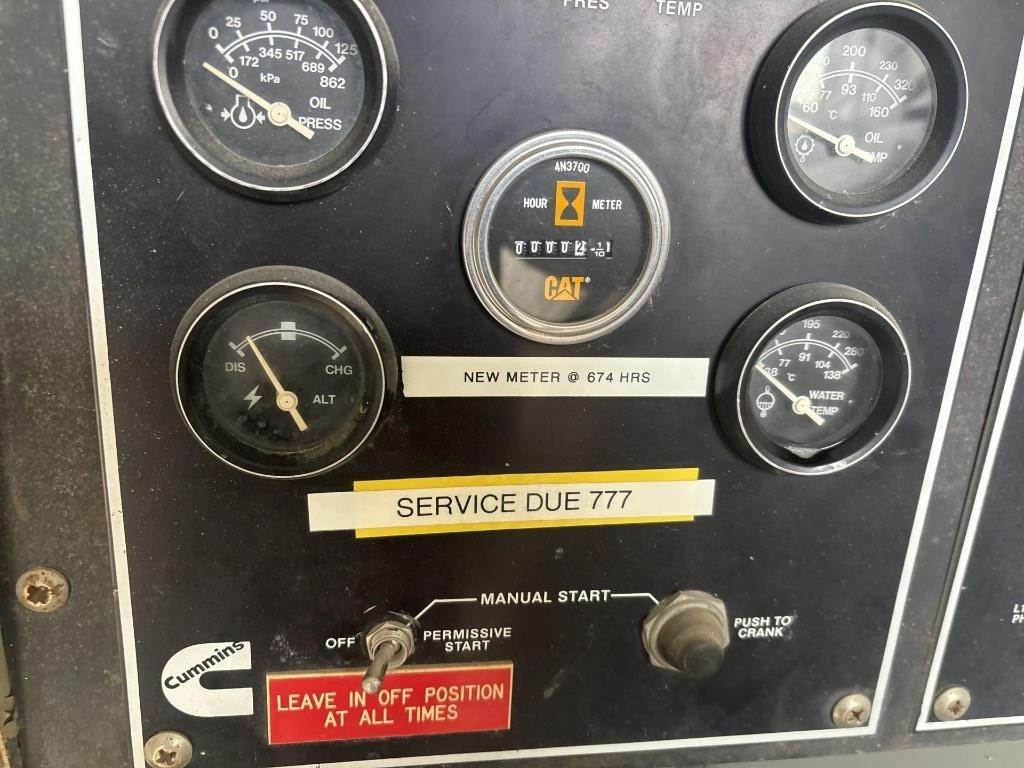 PRES TEMP
0 25 50 75 100 125
0 172 345 517 689 862
kPa
OIL
PRESS
200 230 320
77 93 110
60 °C 160
OIL
4N3700
HOUR METER
0 0 0 0 2 1/10
CAT®
DIS CHG
ALT
195 220 260
77 91 104
38 °C 138
WATER
TEMP
NEW METER @ 674 HRS
SERVICE DUE 777
MANUAL START
OFF PERMISSIVE
START
PUSH TO
CRANK
Cummins
LEAVE IN OFF POSITION
AT ALL TIMES